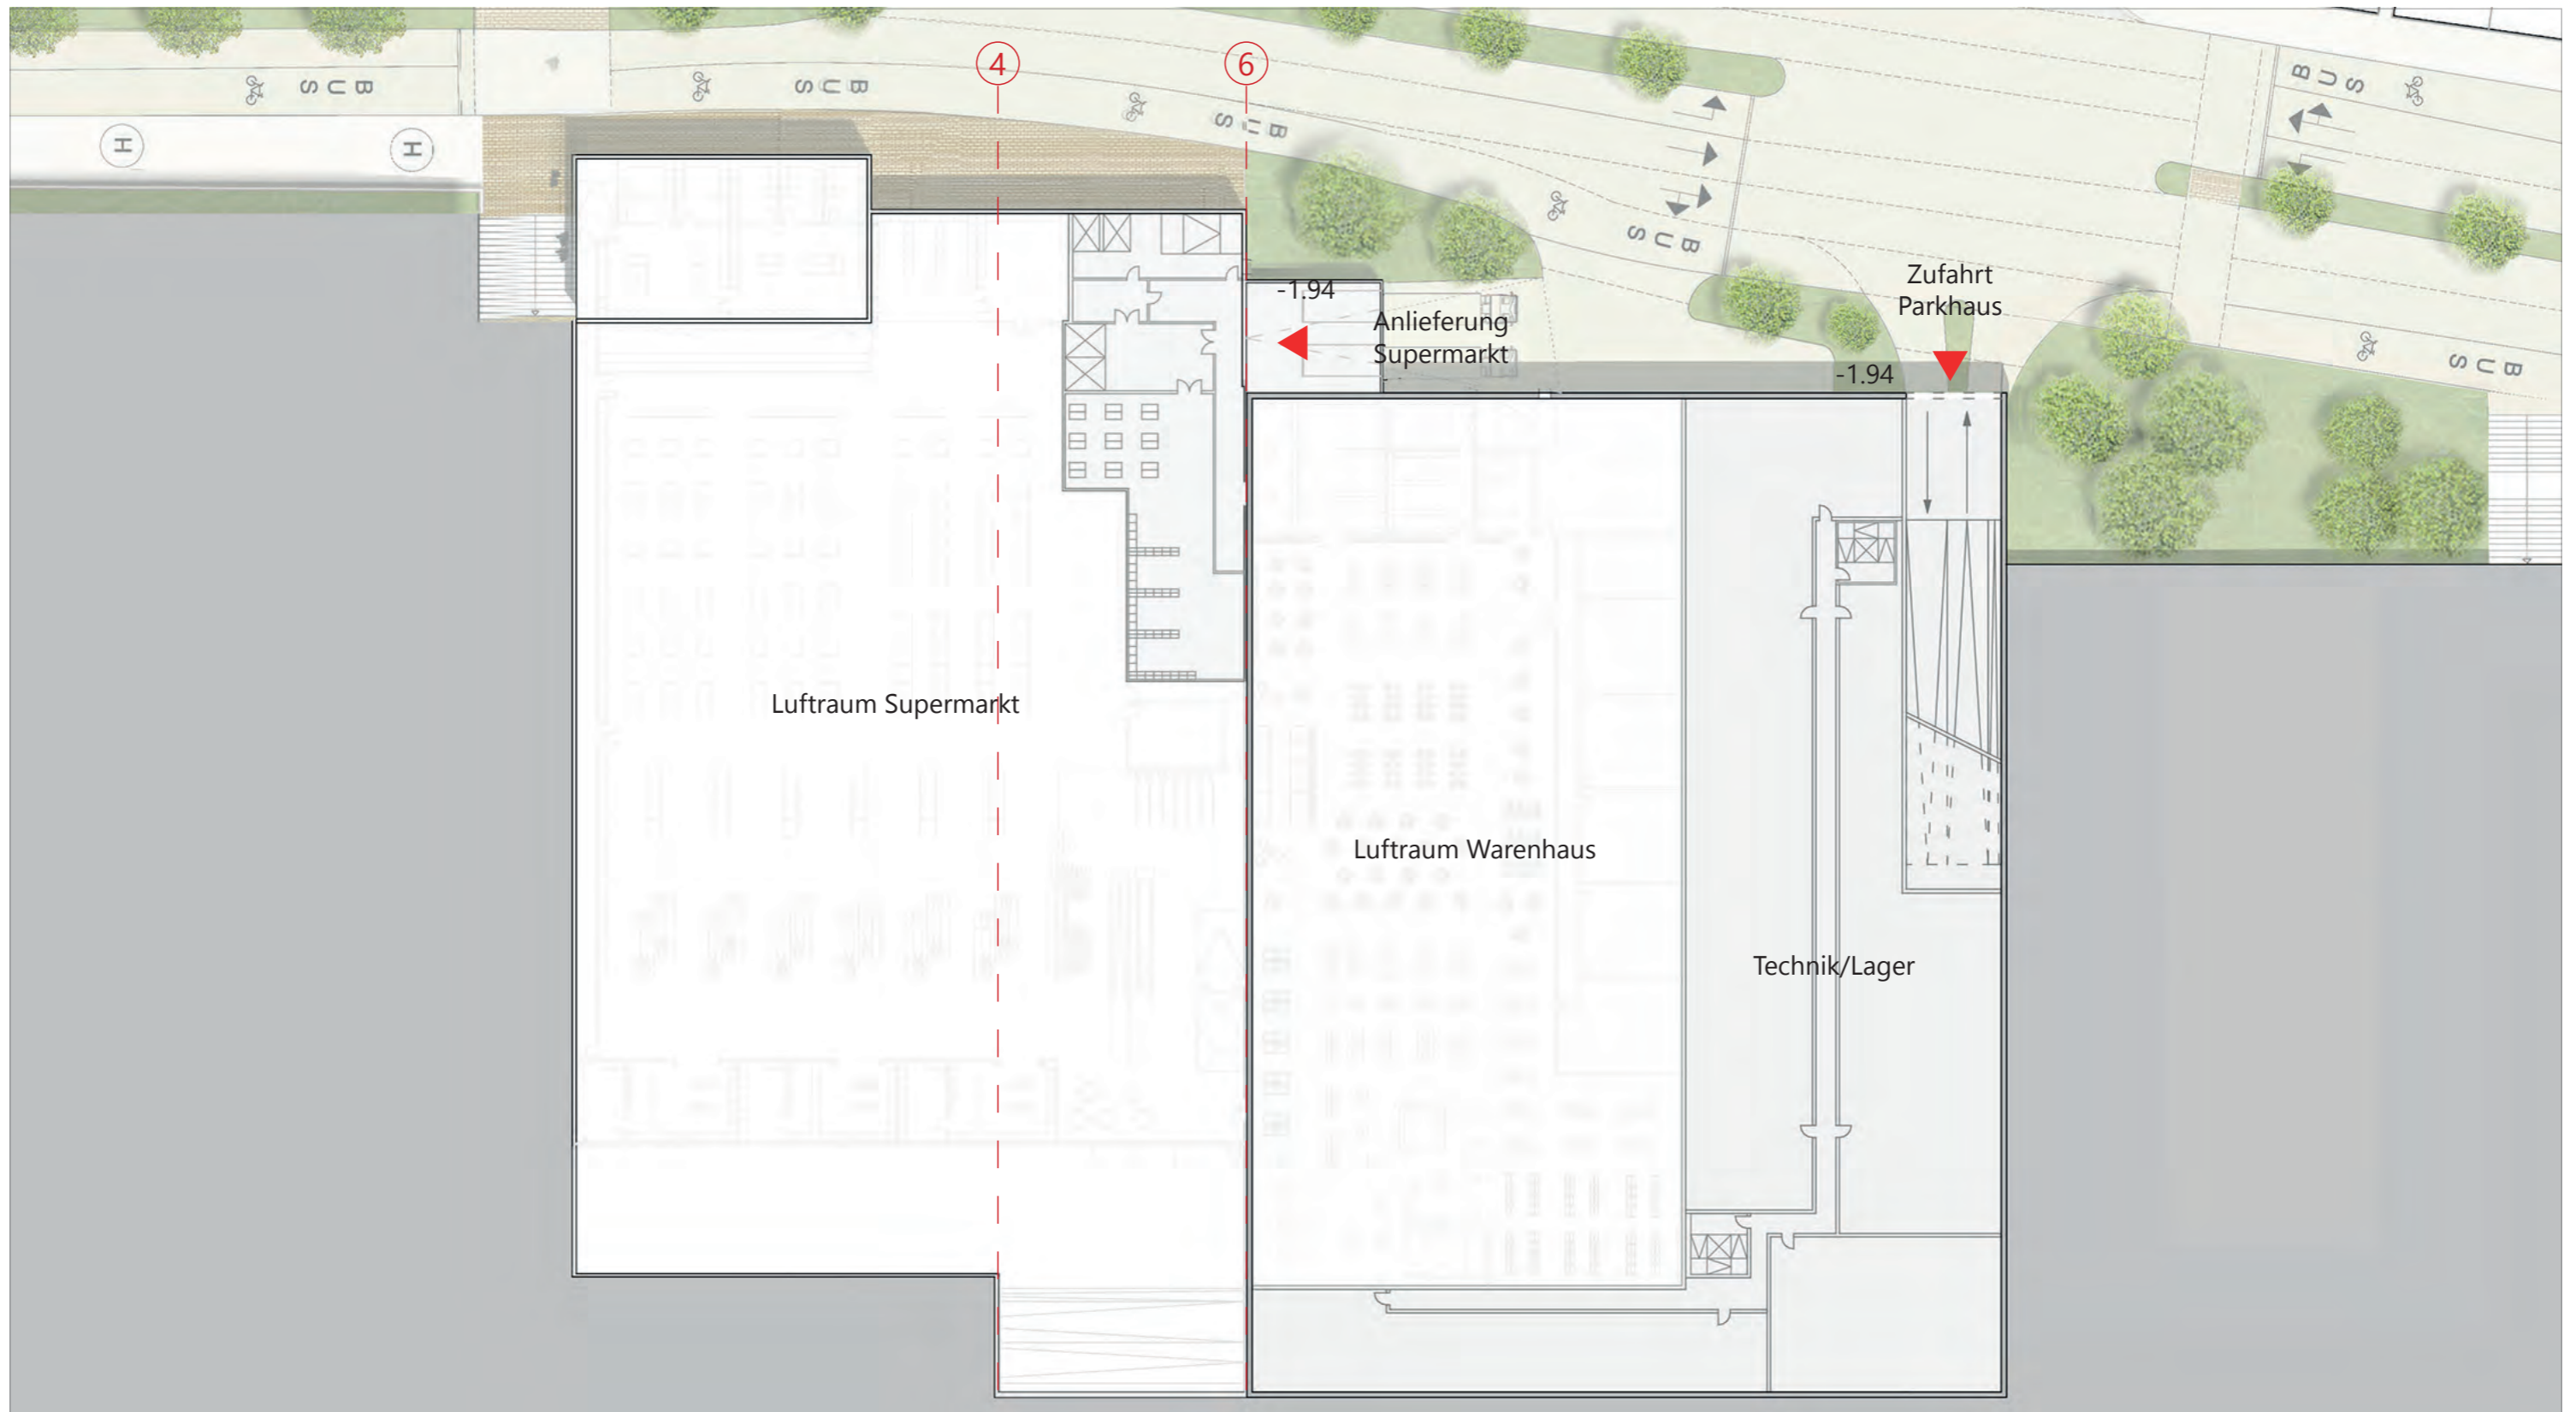 4
6
BUS
BUS
BUS
BUS
BUS
BUS
H
H
-1.94
Anlieferung
Supermarkt
Zufahrt
Parkhaus
-1.94
Luftraum Supermarkt
Luftraum Warenhaus
Technik/Lager